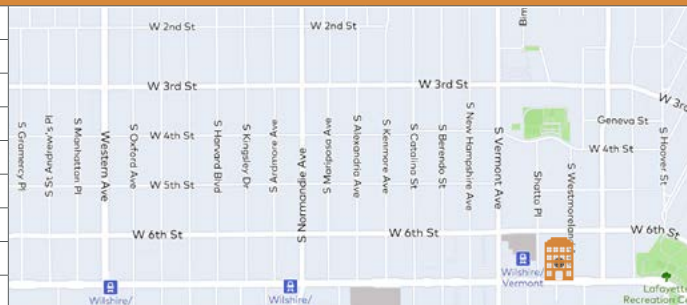 W 2nd St
W 2nd St
W 3rd St
W 3rd St
W 3rd
S Gramercy Pl
S St Andrew's Pl
S Manhattan Pl
Western Ave
S Oxford Ave
W 4th St
S Harvard Blvd
S Kingsley Dr
S Ardmore Ave
S Normandie Ave
S Mariposa Ave
S Alexandria Ave
S Kenmore Ave
S Catalina St
S Berendo St
S New Hampshire Ave
S Vermont Ave
Geneva St
W 4th St
S Hoover St
W 5th St
Shatto Pl
S Westmoreland
W 6th St
W 6th St
W 6th St
Wilshire/
Wilshire/
Wilshire/
Vermont
Lafayette
Recreation C